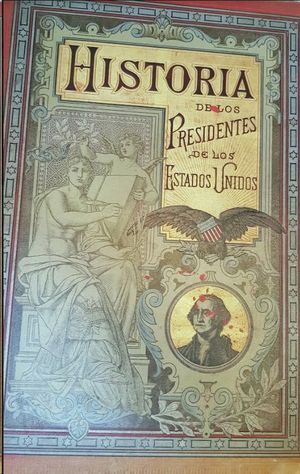 HISTORIA
DE LOS
PRESIDENTES
DE LOS
ESTADOS UNIDOS